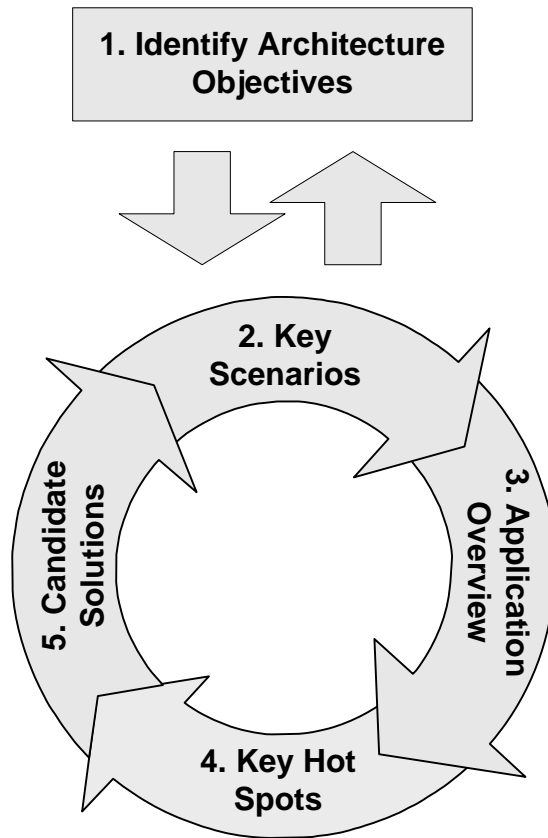 1. Identify Architecture
Objectives
2. Key
Scenarios
3. Application
Overview
4. Key Hot
Spots
5. Candidate
Solutions